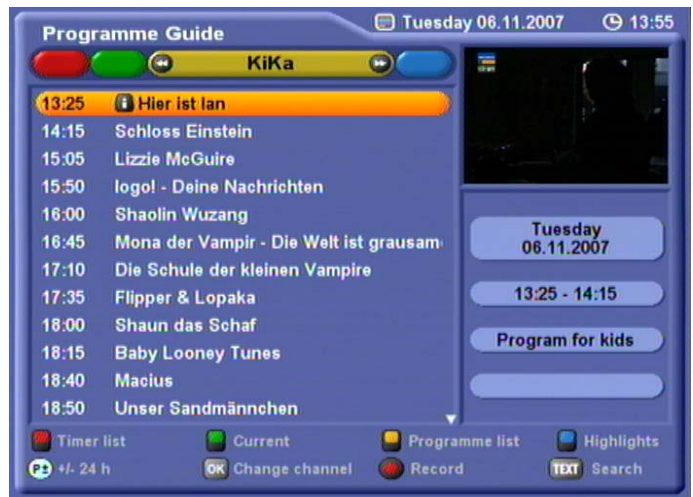 Programme Guide
Tuesday 06.11.2007
13:55
KiKa
13:25 Hier ist Ian
14:15 Schloss Einstein
15:05 Lizzie McGuire
15:50 logo! - Deine Nachrichten
16:00 Shaolin Wuzang
16:45 Mona der Vampir - Die Welt ist grausam
17:10 Die Schule der kleinen Vampire
17:35 Flipper & Lopaka
18:00 Shaun das Schaf
18:15 Baby Looney Tunes
18:40 Macius
18:50 Unser Sandmännchen
Tuesday
06.11.2007
13:25 - 14:15
Program for kids
Timer list
Current
Programme list
Highlights
P± +/- 24 h
OK Change channel
Record
TEXT Search